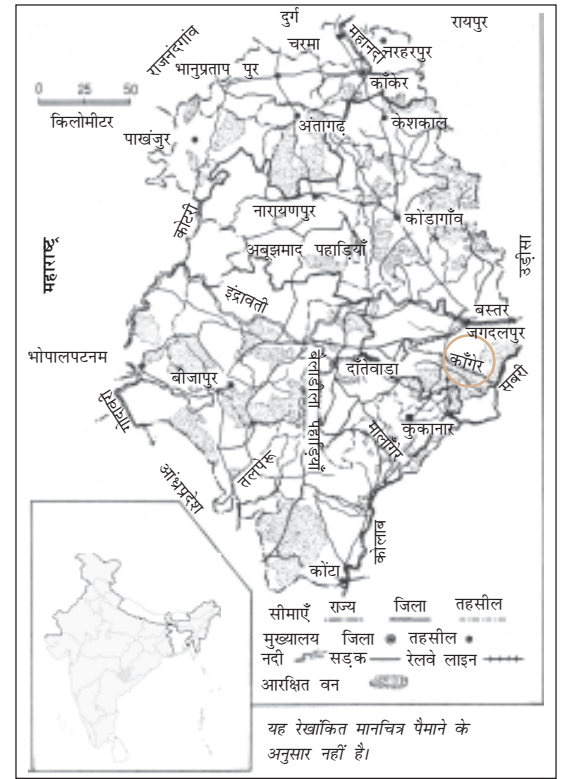 दुर्ग
रायपुर
राजनंदगांव
चरमा
महानदी
नरहरपुर
भानुप्रताप पुर
काँकेर
0 25 50
किलोमीटर
पाखंजुर
अंतागढ़
केशकाल
कोटरी
नारायणपुर
कोंडागाँव
महाराष्ट्र
अबूझमाद पहाड़ियाँ
उड़ीसा
इंद्रावती
बस्तर
जगदलपुर
भोपालपटनम
बीजापुर
बैलाडीला पहाड़ियाँ
दाँतेवाड़ा
काँगेर
सबरी
गोदावरी
कुकानार
मालाँगेर
आंध्रप्रदेश
तलपेरू
कोलाब
कोंटा
सीमाएँ राज्य जिला तहसील
मुख्यालय जिला तहसील
नदी सड़क रेलवे लाइन
आरक्षित वन
यह रेखांकित मानचित्र पैमाने के
अनुसार नहीं है।